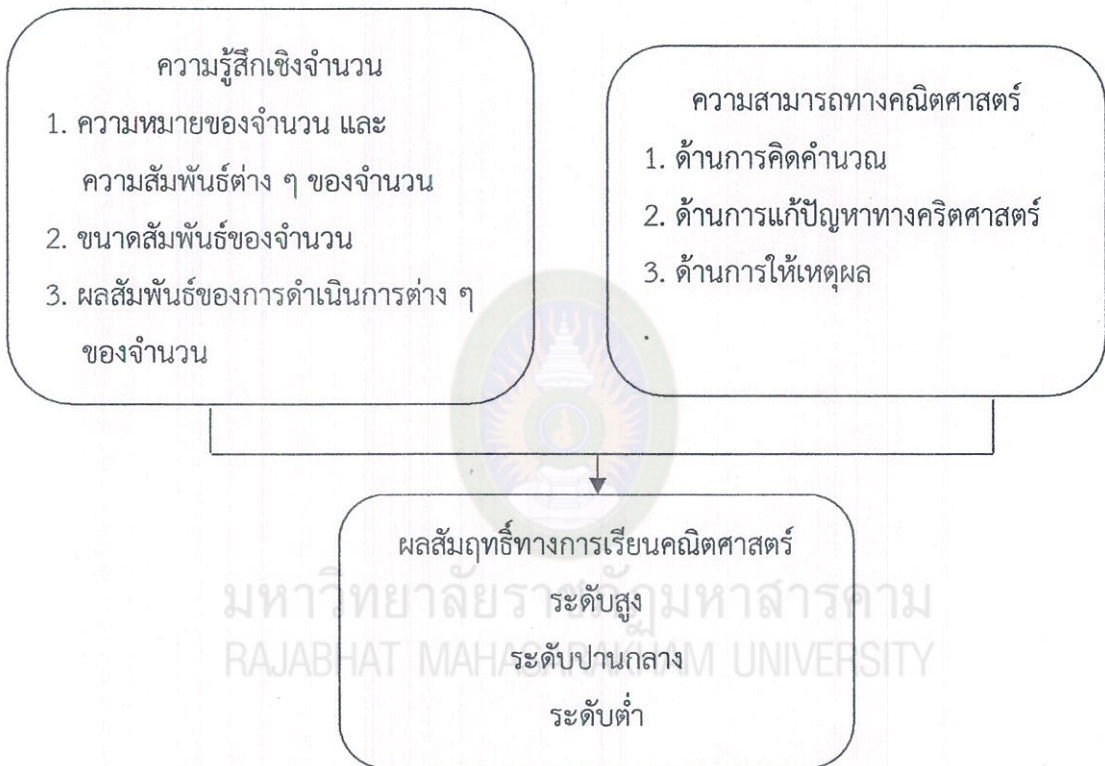 ความรู้สึกเชิงจำนวน
1. ความหมายของจำนวน และ
ความสัมพันธ์ต่าง ๆ ของจำนวน
2. ขนาดสัมพันธ์ของจำนวน
3. ผลสัมพันธ์ของการดำเนินการต่าง ๆ
ของจำนวน
ความสามารถทางคณิตศาสตร์
1. ด้านการคิดคำนวณ
2. ด้านการแก้ปัญหาทางคริตศาสตร์
3. ด้านการให้เหตุผล
ผลสัมฤทธิ์ทางการเรียนคณิตศาสตร์
ระดับสูง
ระดับปานกลาง
ระดับต่ำ
มหาวิทยาลัยราชภัฏมหาสารคาม
RAJABHAT MAHASARAKHAM UNIVERSITY